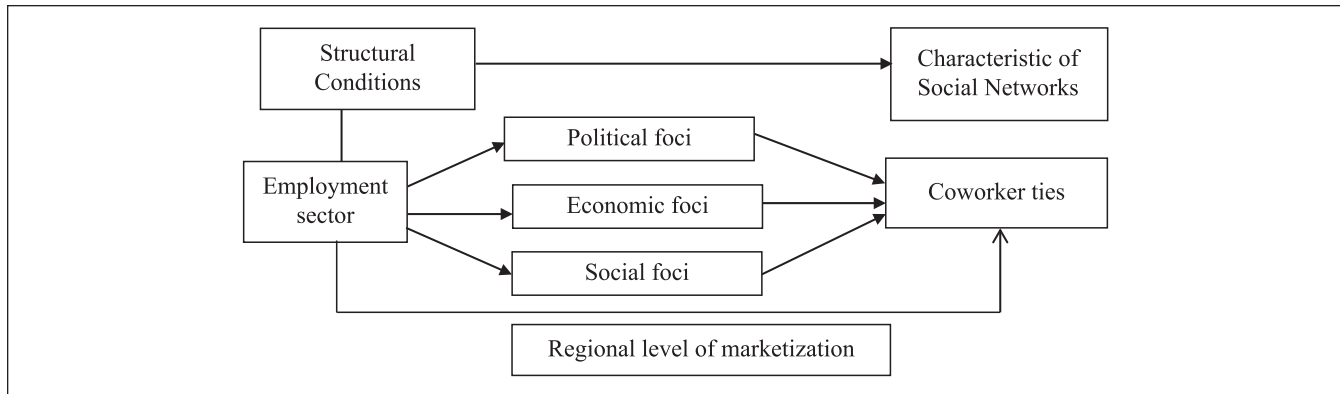 Structural
Conditions
Characteristic of
Social Networks
Political foci
Employment
sector
Economic foci
Coworker ties
Social foci
Regional level of marketization